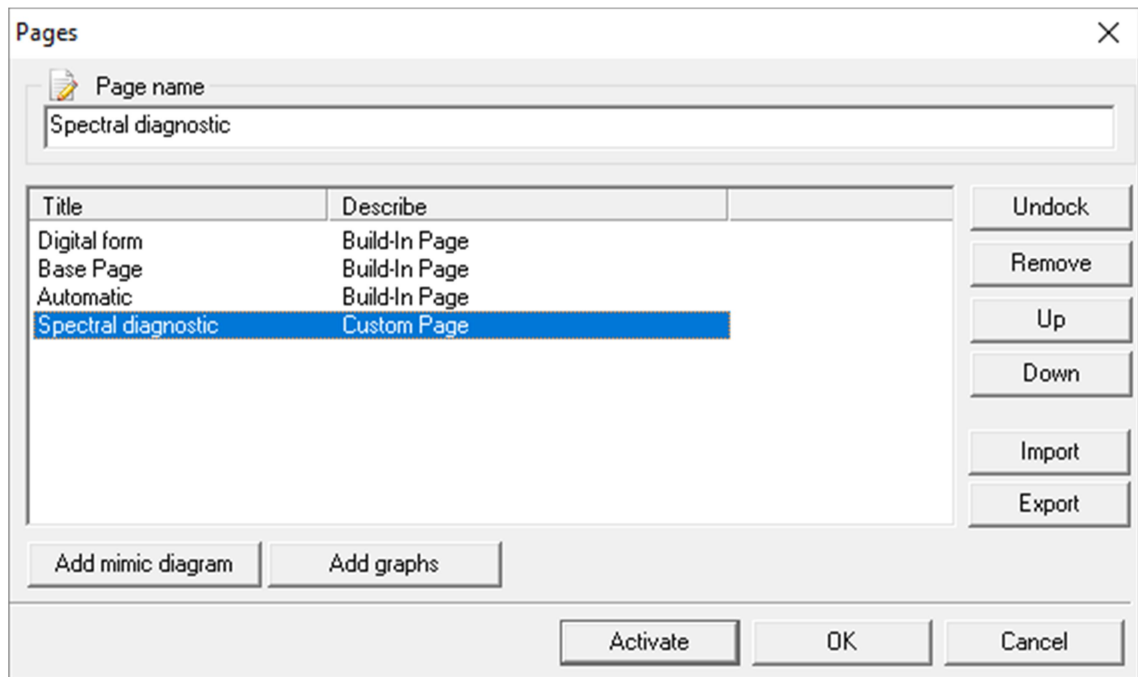 Pages
Page name
Spectral diagnostic
Title Describe
Digital form Build-In Page
Base Page Build-In Page
Automatic Build-In Page
Spectral diagnostic Custom Page
Undock
Remove
Up
Down
Import
Export
Add mimic diagram Add graphs
Activate OK Cancel